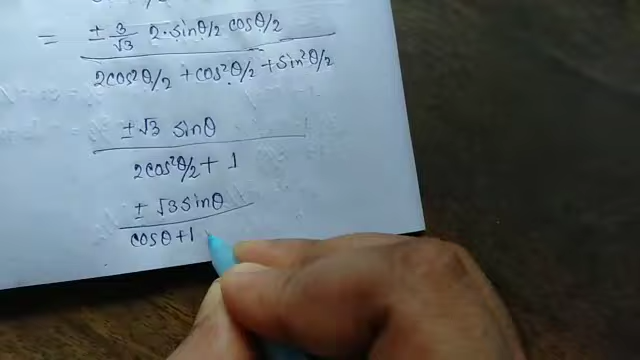 = ± 3/√3 2·sinθ/2 cosθ/2
2cos²θ/2 + cos²θ/2 + sin²θ/2
± √3 sinθ
2cos²θ/2 + 1
± √3 sinθ
cosθ + 1